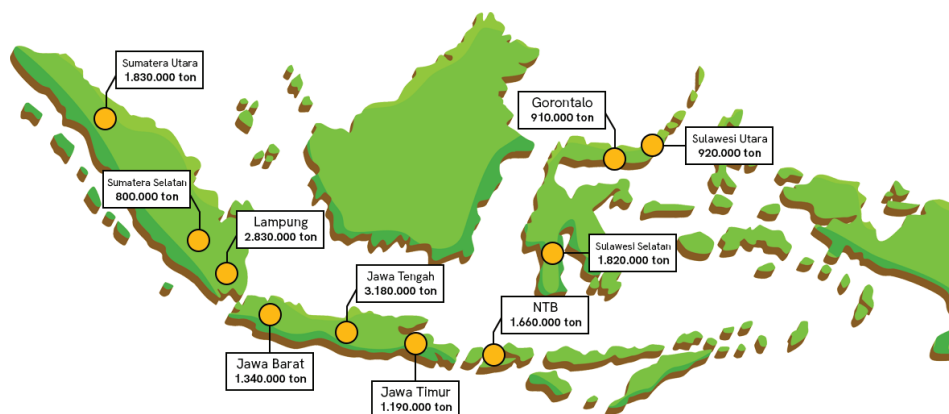 Sumatera Utara
1.830.000 ton
Gorontalo
910.000 ton
Sulawesi Utara
920.000 ton
Sumatera Selatan
800.000 ton
Lampung
2.830.000 ton
Sulawesi Selatan
1.820.000 ton
Jawa Tengah
3.180.000 ton
NTB
1.660.000 ton
Jawa Barat
1.340.000 ton
Jawa Timur
1.190.000 ton